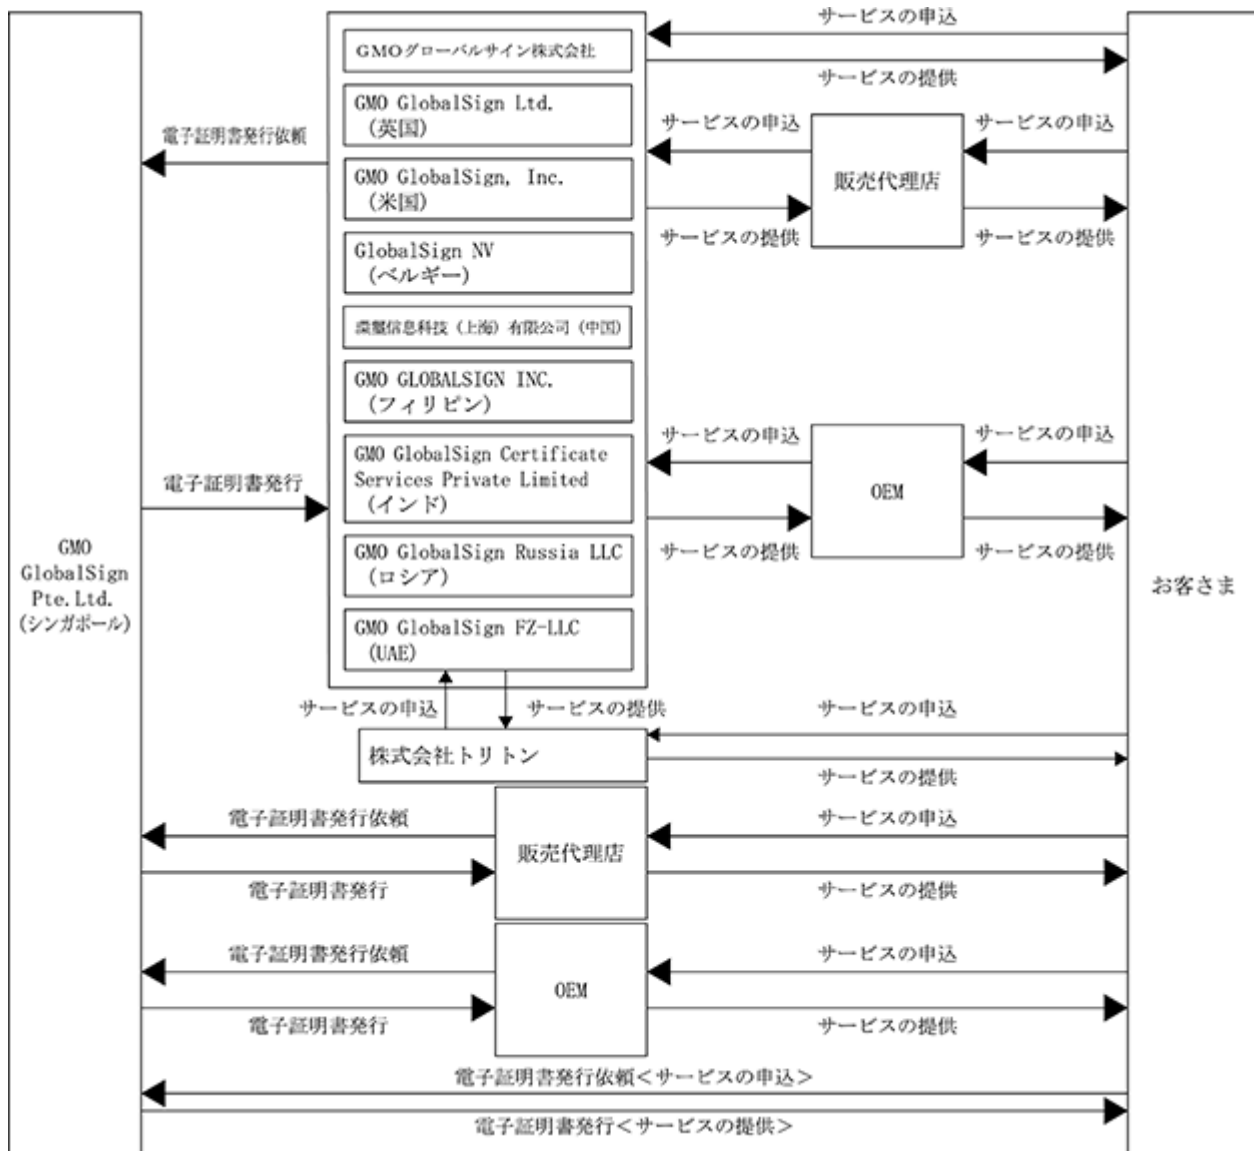 サービスの申込
GMOグローバルサイン株式会社
サービスの提供
GMO GlobalSign Ltd.
(英国)
電子証明書発行依頼
サービスの申込
サービスの申込
GMO GlobalSign, Inc.
(米国)
販売代理店
サービスの提供
サービスの提供
GlobalSign NV
(ベルギー)
環璽信息科技(上海)有限公司(中国)
GMO GLOBALSIGN INC.
(フィリピン)
サービスの申込
サービスの申込
GMO GlobalSign Certificate
Services Private Limited
(インド)
電子証明書発行
OEM
サービスの提供
サービスの提供
GMO
GlobalSign
Pte.Ltd.
(シンガポール)
GMO GlobalSign Russia LLC
(ロシア)
お客さま
GMO GlobalSign FZ-LLC
(UAE)
サービスの申込
サービスの提供
サービスの申込
株式会社トリトン
サービスの提供
電子証明書発行依頼
サービスの申込
販売代理店
電子証明書発行
サービスの提供
電子証明書発行依頼
サービスの申込
OEM
電子証明書発行
サービスの提供
電子証明書発行依頼<サービスの申込>
電子証明書発行<サービスの提供>